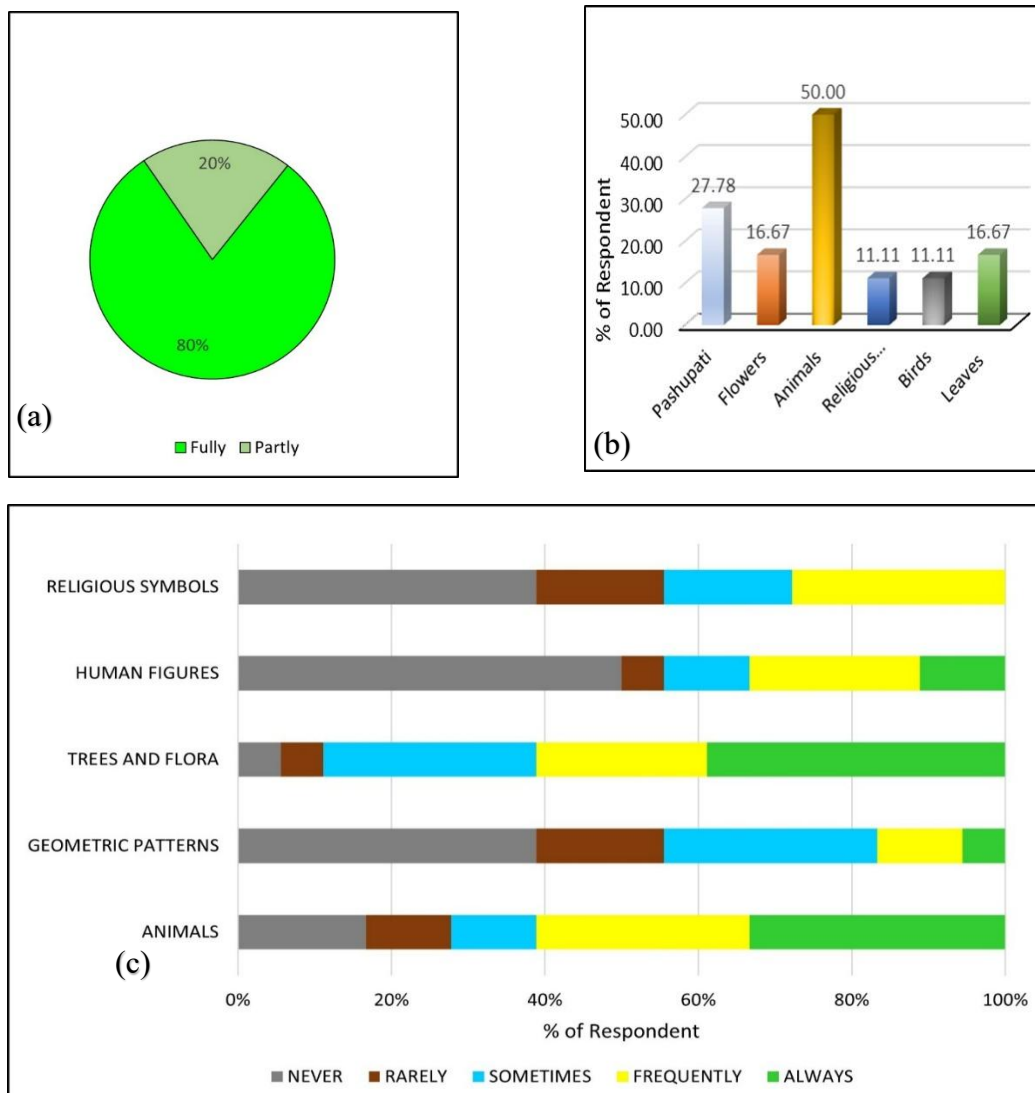 20%
80%
(a)
Fully Partly
50.00
50.00
40.00
27.78
30.00
16.67 16.67
20.00
11.11 11.11
10.00
0.00
% of Respondent
Pashupati
Flowers
Animals
Religious...
Birds
Leaves
(b)
RELIGIOUS SYMBOLS
HUMAN FIGURES
TREES AND FLORA
GEOMETRIC PATTERNS
ANIMALS
(c)
0% 20% 40% 60% 80% 100%
% of Respondent
NEVER RARELY SOMETIMES FREQUENTLY ALWAYS